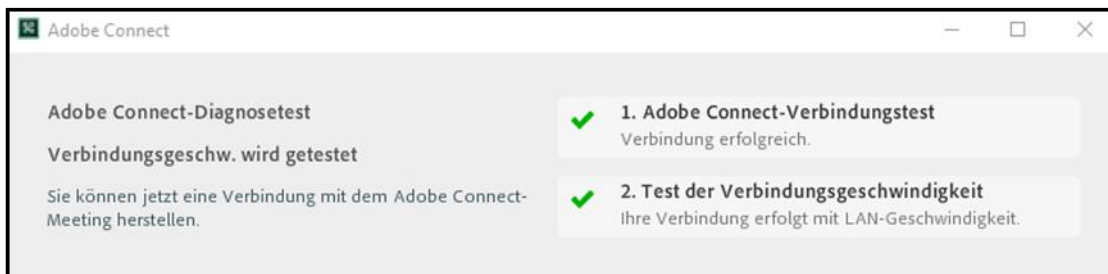 Adobe Connect
Adobe Connect-Diagnosetest
Verbindungsgeschw. wird getestet
Sie können jetzt eine Verbindung mit dem Adobe Connect-
Meeting herstellen.
1. Adobe Connect-Verbindungstest
Verbindung erfolgreich.
2. Test der Verbindungsgeschwindigkeit
Ihre Verbindung erfolgt mit LAN-Geschwindigkeit.